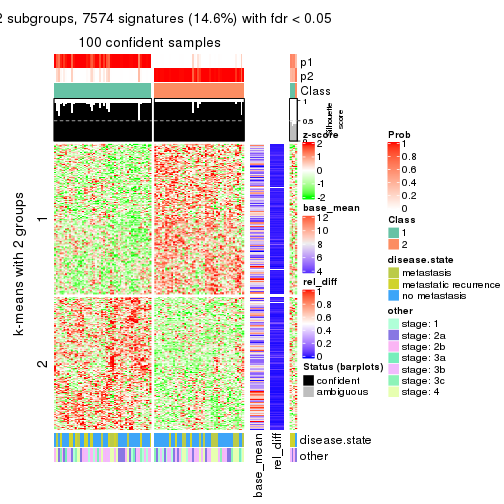 2 subgroups, 7574 signatures (14.6%) with fdr < 0.05
100 confident samples
p1
p2
Class
1
0.5
0
Silhouette
score
k-means with 2 groups
1
2
z-score
2
1
0
-1
-2
base_mean
12
10
8
6
4
rel_diff
1
0.8
0.6
0.4
0.2
0
Status (barplots)
confident
ambiguous
Prob
1
0.8
0.6
0.4
0.2
0
Class
1
2
disease.state
metastasis
metastatic recurrence
no metastasis
other
stage: 1
stage: 2a
stage: 2b
stage: 3a
stage: 3b
stage: 3c
stage: 4
disease.state
other
base_mean
rel_diff